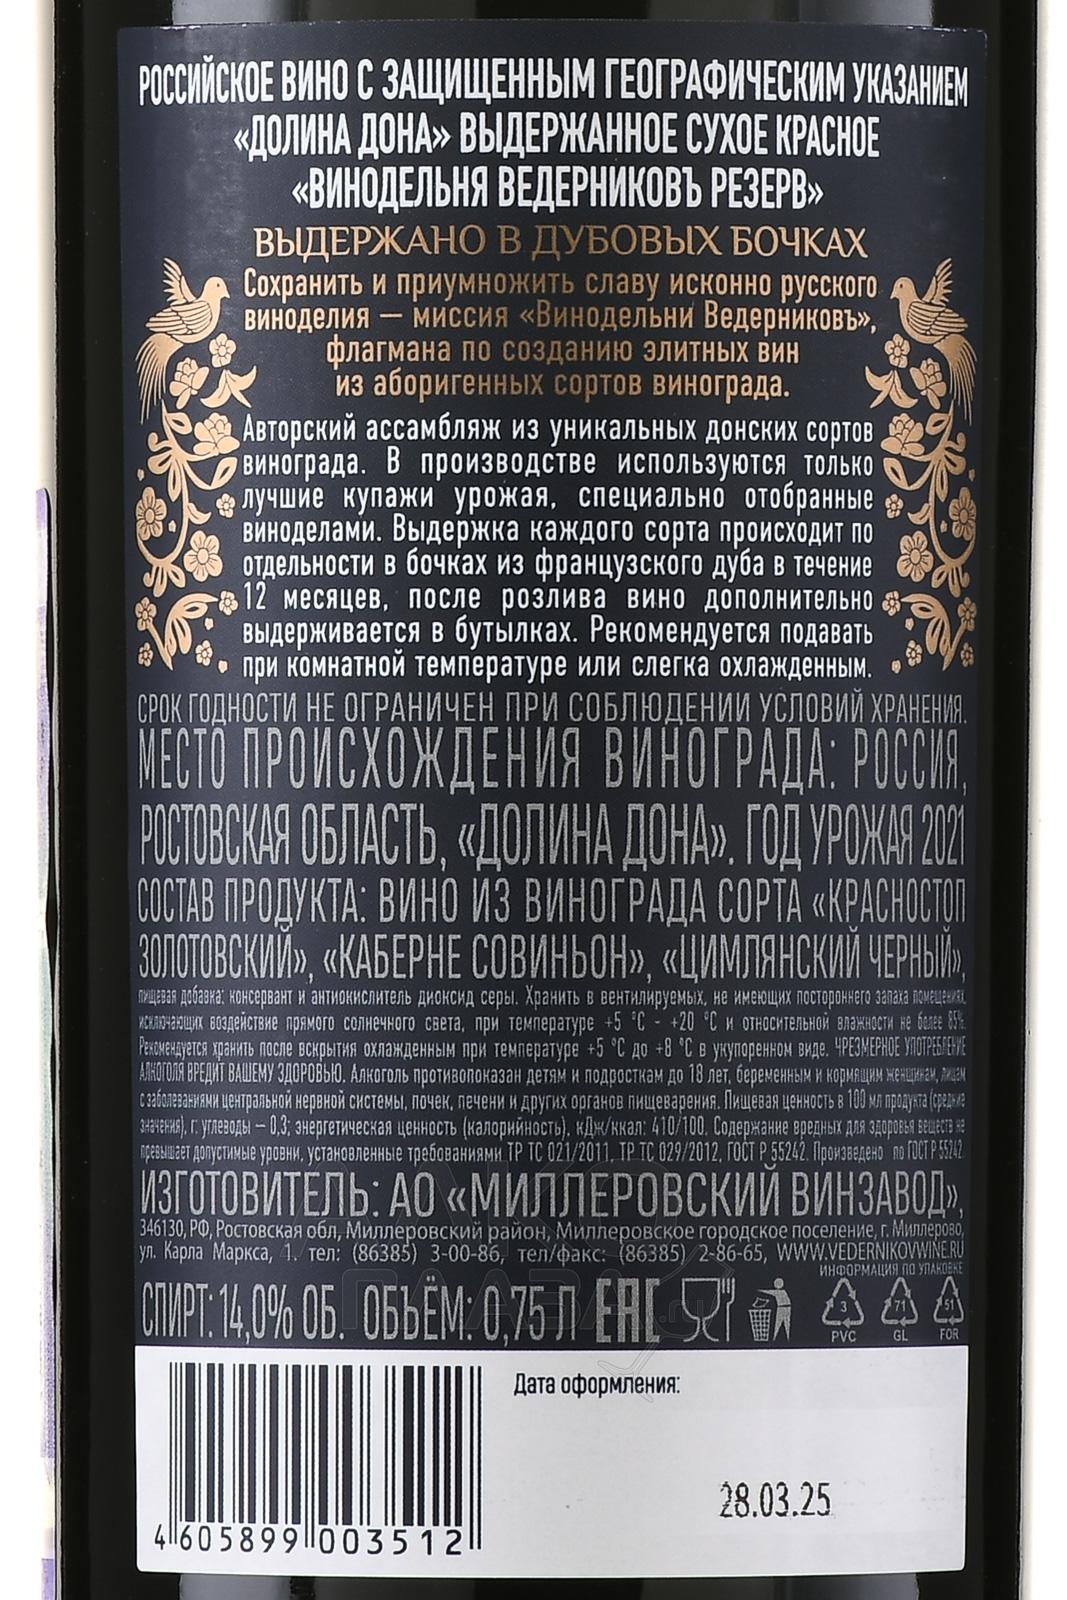 РОССИЙСКОЕ ВИНО С ЗАЩИЩЕННЫМ ГЕОГРАФИЧЕСКИМ УКАЗАНИЕМ
«ДОЛИНА ДОНА» ВЫДЕРЖАННОЕ СУХОЕ КРАСНОЕ
«ВИНОДЕЛЬНЯ ВЕДЕРНИКОВЪ РЕЗЕРВ»
ВЫДЕРЖАНО В ДУБОВЫХ БОЧКАХ
Сохранить и приумножить славу исконно русского
виноделия — миссия «Винодельни Ведерниковъ»,
флагмана по созданию элитных вин
из аборигенных сортов винограда.
Авторский ассамбляж из уникальных донских сортов
винограда. В производстве используются только
лучшие купажи урожая, специально отобранные
виноделами. Выдержка каждого сорта происходит по
отдельности в бочках из французского дуба в течение
12 месяцев, после розлива вино дополнительно
выдерживается в бутылках. Рекомендуется подавать
при комнатной температуре или слегка охлажденным.
СРОК ГОДНОСТИ НЕ ОГРАНИЧЕН ПРИ СОБЛЮДЕНИИ УСЛОВИЙ ХРАНЕНИЯ.
МЕСТО ПРОИСХОЖДЕНИЯ ВИНОГРАДА: РОССИЯ,
РОСТОВСКАЯ ОБЛАСТЬ, «ДОЛИНА ДОНА». ГОД УРОЖАЯ 2021
СОСТАВ ПРОДУКТА: ВИНО ИЗ ВИНОГРАДА СОРТА «КРАСНОСТОП
ЗОЛОТОВСКИЙ», «КАБЕРНЕ СОВИНЬОН», «ЦИМЛЯНСКИЙ ЧЕРНЫЙ»,
пищевая добавка: консервант и антиокислитель диоксид серы. Хранить в вентилируемых, не имеющих постороннего запаха помещениях,
исключающих воздействие прямого солнечного света, при температуре +5 °С - +20 °С и относительной влажности не более 85%.
Рекомендуется хранить после вскрытия охлажденным при температуре +5 °С до +8 °С в укупоренном виде. ЧРЕЗМЕРНОЕ УПОТРЕБЛЕНИЕ
АЛКОГОЛЯ ВРЕДИТ ВАШЕМУ ЗДОРОВЬЮ. Алкоголь противопоказан детям и подросткам до 18 лет, беременным и кормящим женщинам, лицам
с заболеваниями центральной нервной системы, почек, печени и других органов пищеварения. Пищевая ценность в 100 мл продукта (средние
значения), г: углеводы — 0,3; энергетическая ценность (калорийность), кДж/ккал: 410/100. Содержание вредных для здоровья веществ не
превышает допустимые уровни, установленные требованиями ТР ТС 021/2011, ТР ТС 029/2012, ГОСТ Р 55242. Произведено по ГОСТ Р 55242
ИЗГОТОВИТЕЛЬ: АО «МИЛЛЕРОВСКИЙ ВИНЗАВОД»,
346130, РФ, Ростовская обл, Миллеровский район, Миллеровское городское поселение, г. Миллерово,
ул. Карла Маркса, 1. тел: (86385) 3-00-86, тел/факс: (86385) 2-86-65, WWW.VEDERNIKOVWINE.RU
ИНФОРМАЦИЯ ПО УПАКОВКЕ
СПИРТ: 14,0% ОБ. ОБЪЁМ: 0,75 Л ЕАС 3 71 51
PVC GL FOR
АЛКО
ПЛАЗА.ru
Дата оформления:
28.03.25
4 605899 003512